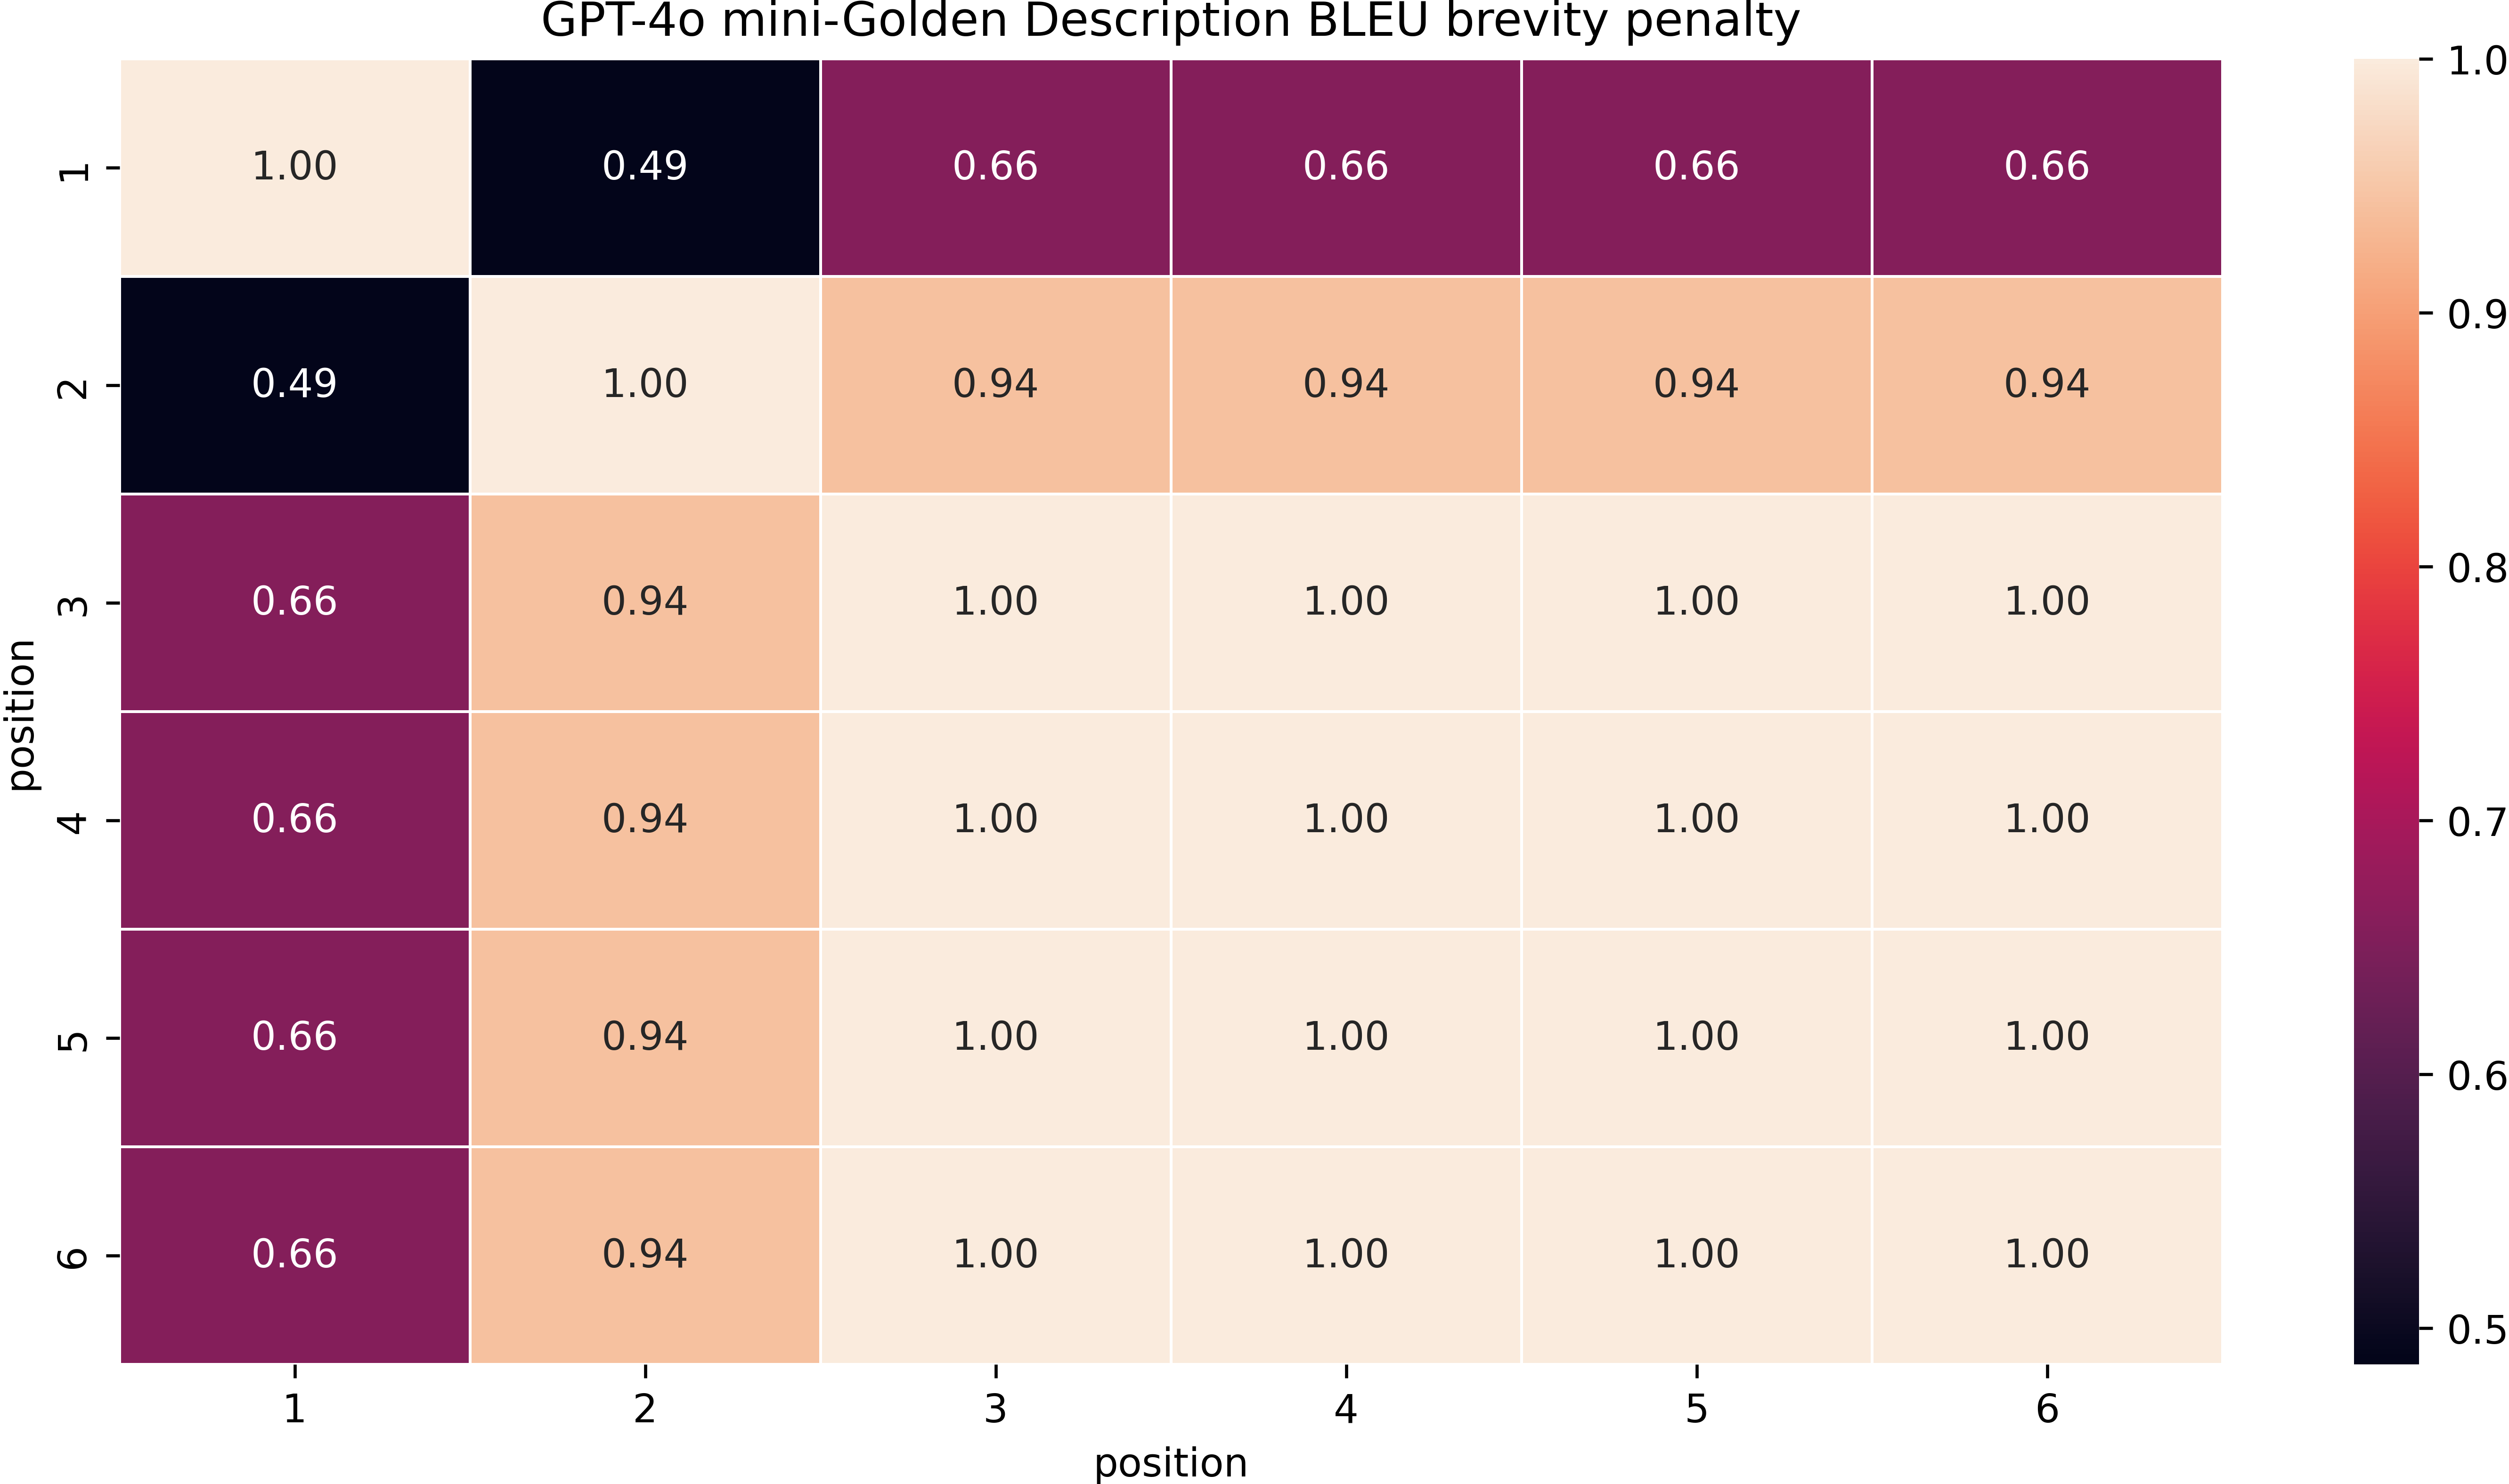 GPT-4o mini-Golden Description BLEU brevity penalty
1.0
1 1.00 0.49 0.66 0.66 0.66 0.66
0.9
2 0.49 1.00 0.94 0.94 0.94 0.94
0.8
3 0.66 0.94 1.00 1.00 1.00 1.00
position
4 0.66 0.94 1.00 1.00 1.00 1.00
0.7
5 0.66 0.94 1.00 1.00 1.00 1.00
0.6
6 0.66 0.94 1.00 1.00 1.00 1.00
0.5
1 2 3 4 5 6
position